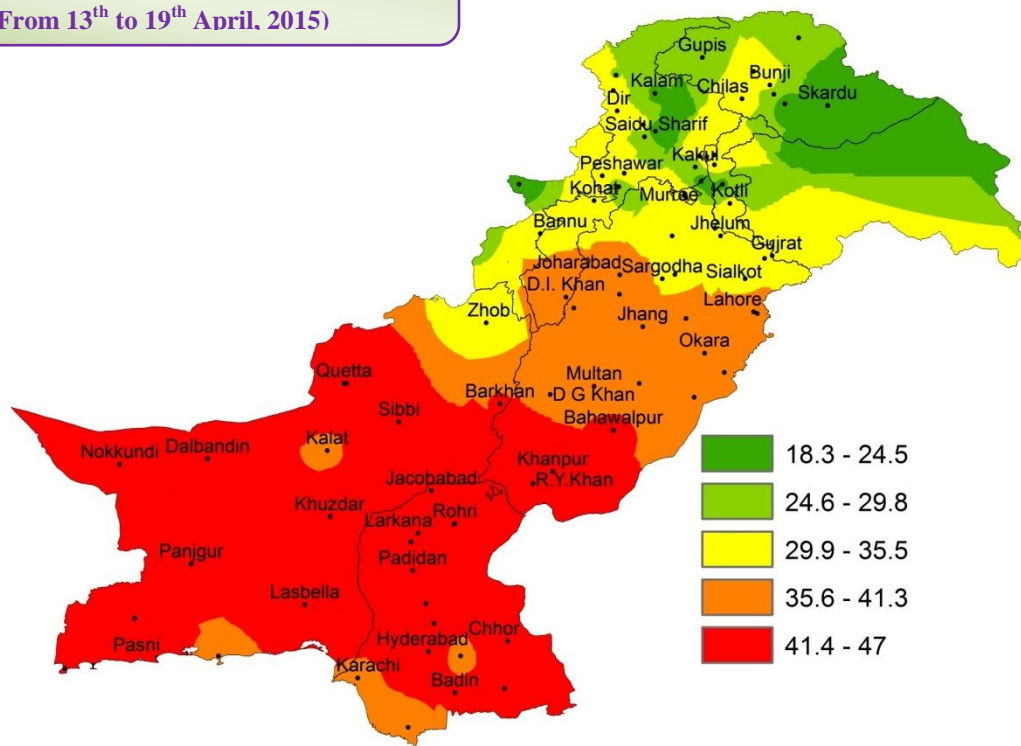 From 13th to 19th April, 2015)
Gupis
Bunji
Kalam
Chilas
Skardu
Dir
Saidu Sharif
Kakul
Peshawar
Kohat
Murree
Kotli
Bannu
Jhelum
Gujrat
Joharabad
Sargodha
Sialkot
D.I. Khan
Lahore
Zhob
Jhang
Okara
Quetta
Multan
Barkhan
D G Khan
Sibbi
Bahawalpur
Kalat
Dalbandin
Nokkundi
Khanpur
Jacobabad
R.Y.Khan
Khuzdar
Rohri
Larkana
Panjgur
Padidan
Lasbella
Chhor
Pasni
Hyderabad
Karachi
Badin
18.3 - 24.5
24.6 - 29.8
29.9 - 35.5
35.6 - 41.3
41.4 - 47